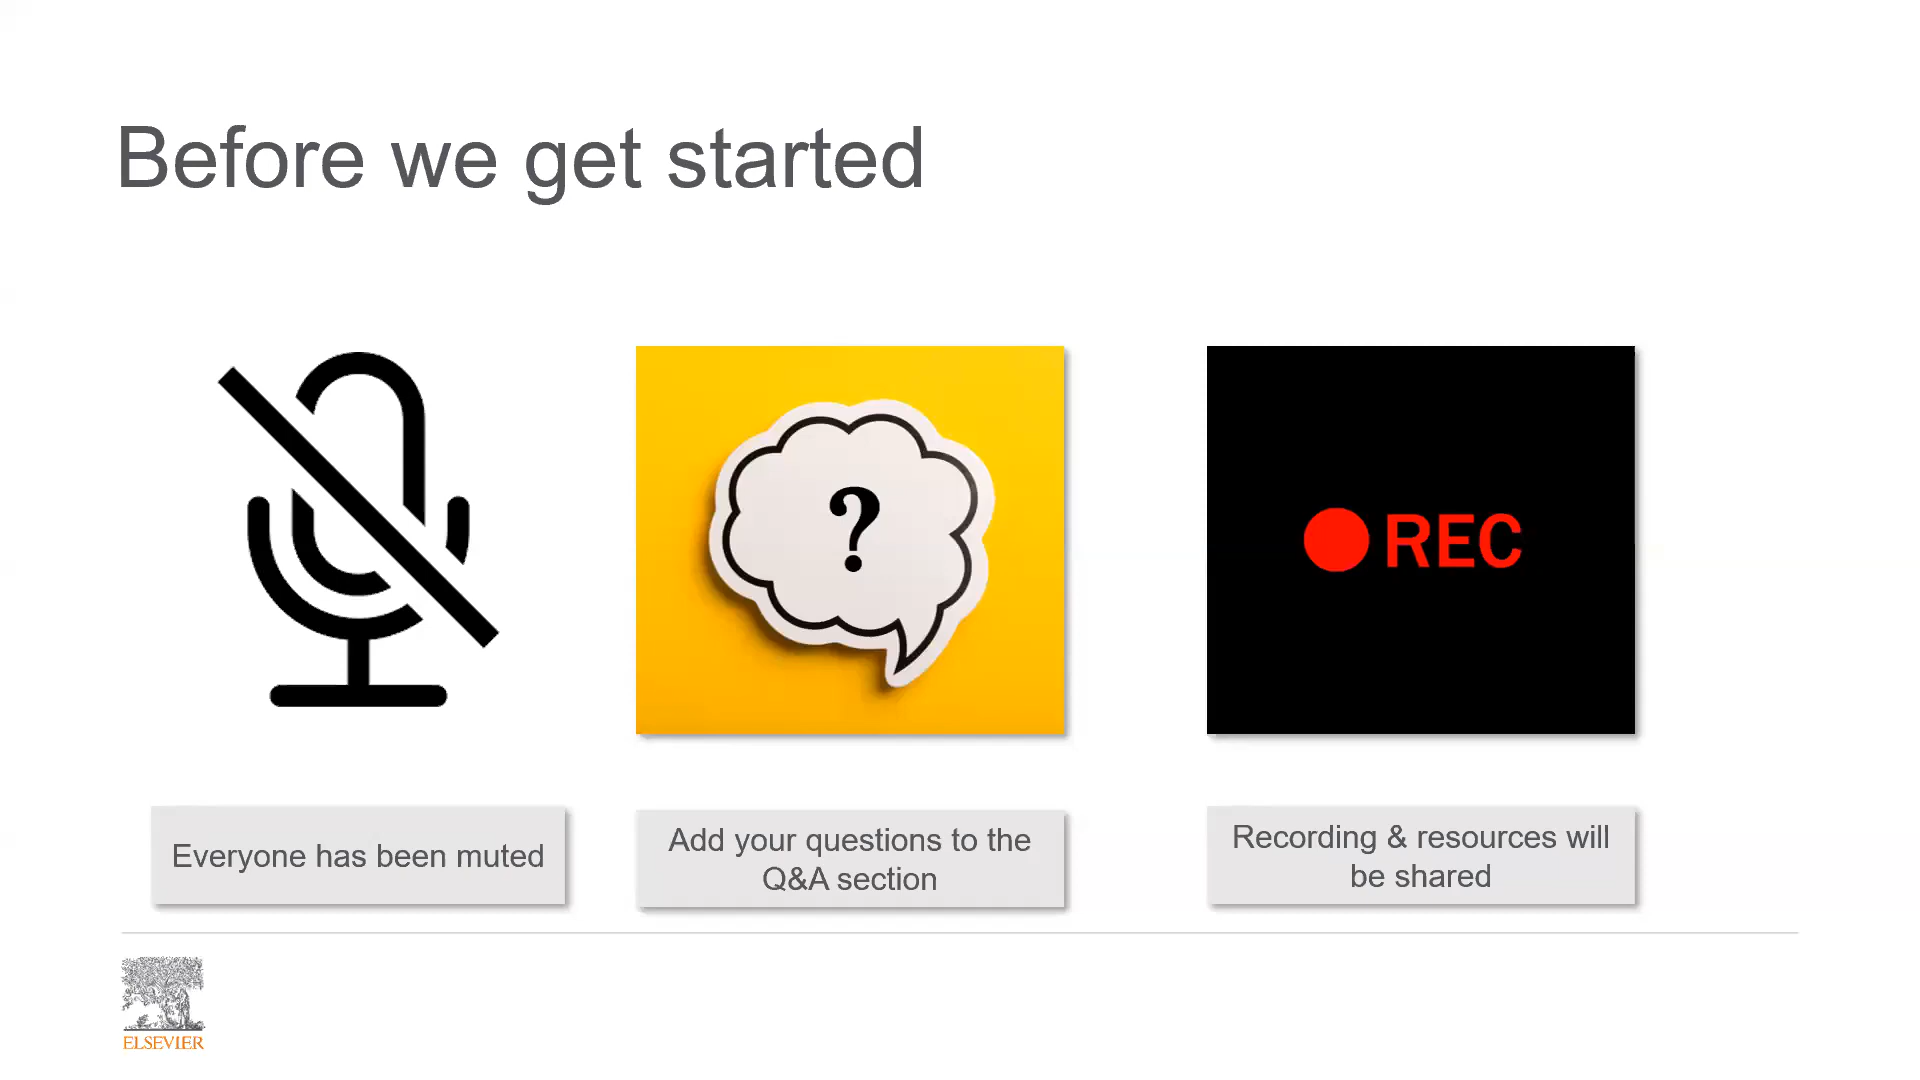 Before we get started
?
REC
Everyone has been muted
Add your questions to the
Q&A section
Recording & resources will
be shared
ELSEVIER